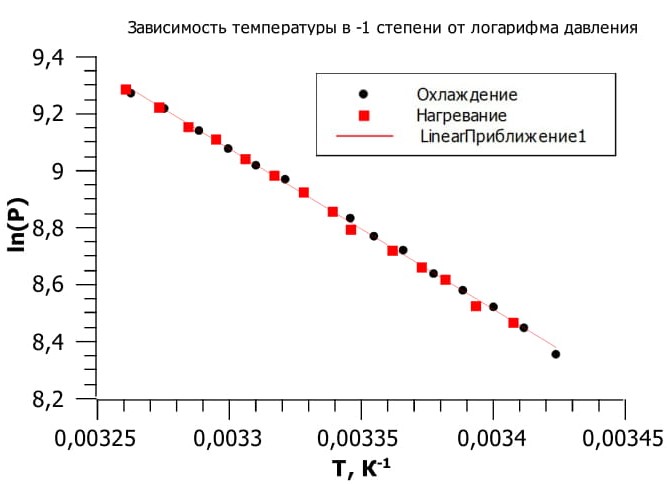 Зависимость температуры в -1 степени от логарифма давления
9,4
9,2
9
8,8
8,6
8,4
8,2
ln(P)
Охлаждение
Нагревание
LinearПриближение1
0,00325 0,0033 0,00335 0,0034 0,00345
T, K-1